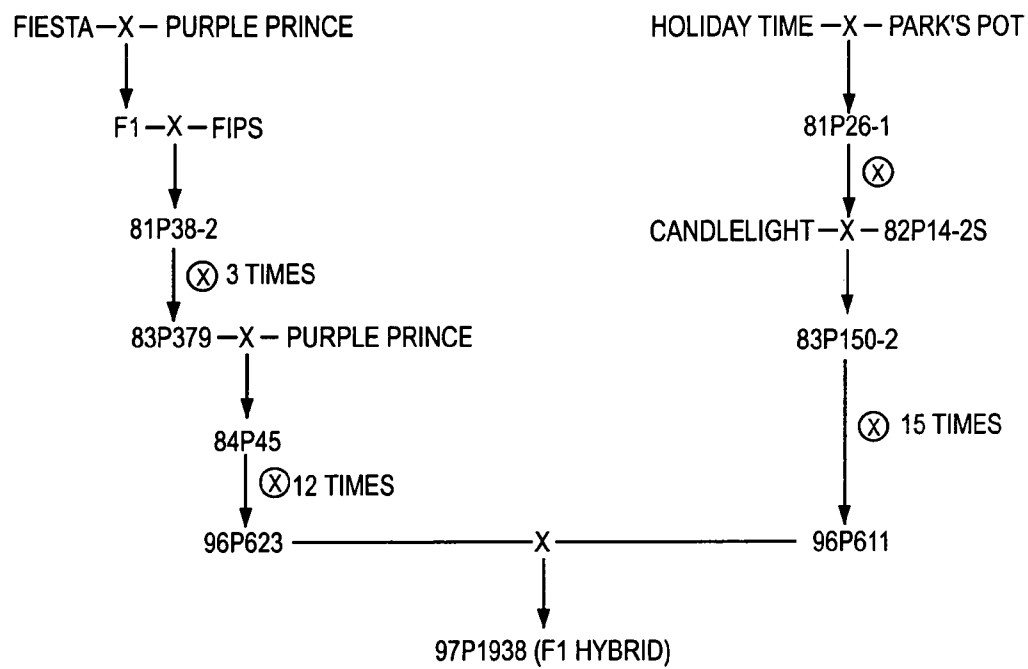 FIESTA — X — PURPLE PRINCE
HOLIDAY TIME — X — PARK'S POT
F1 — X — FIPS
81P26-1
Ⓧ
81P38-2
CANDLELIGHT — X — 82P14-2S
Ⓧ 3 TIMES
83P379 — X — PURPLE PRINCE
83P150-2
84P45
Ⓧ 15 TIMES
Ⓧ 12 TIMES
96P623 — X — 96P611
97P1938 (F1 HYBRID)